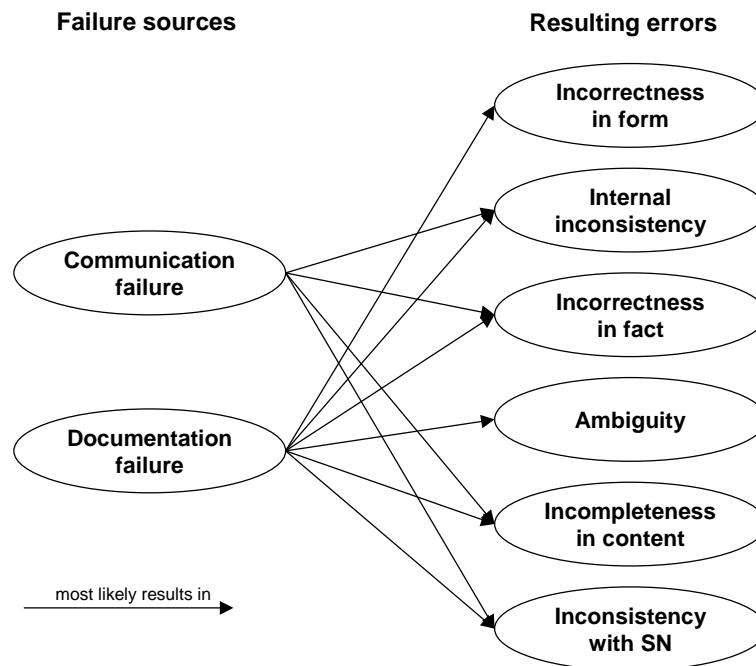 Failure sources
Resulting errors
Incorrectness
in form
Internal
inconsistency
Communication
failure
Incorrectness
in fact
Ambiguity
Documentation
failure
Incompleteness
in content
most likely results in
Inconsistency
with SN